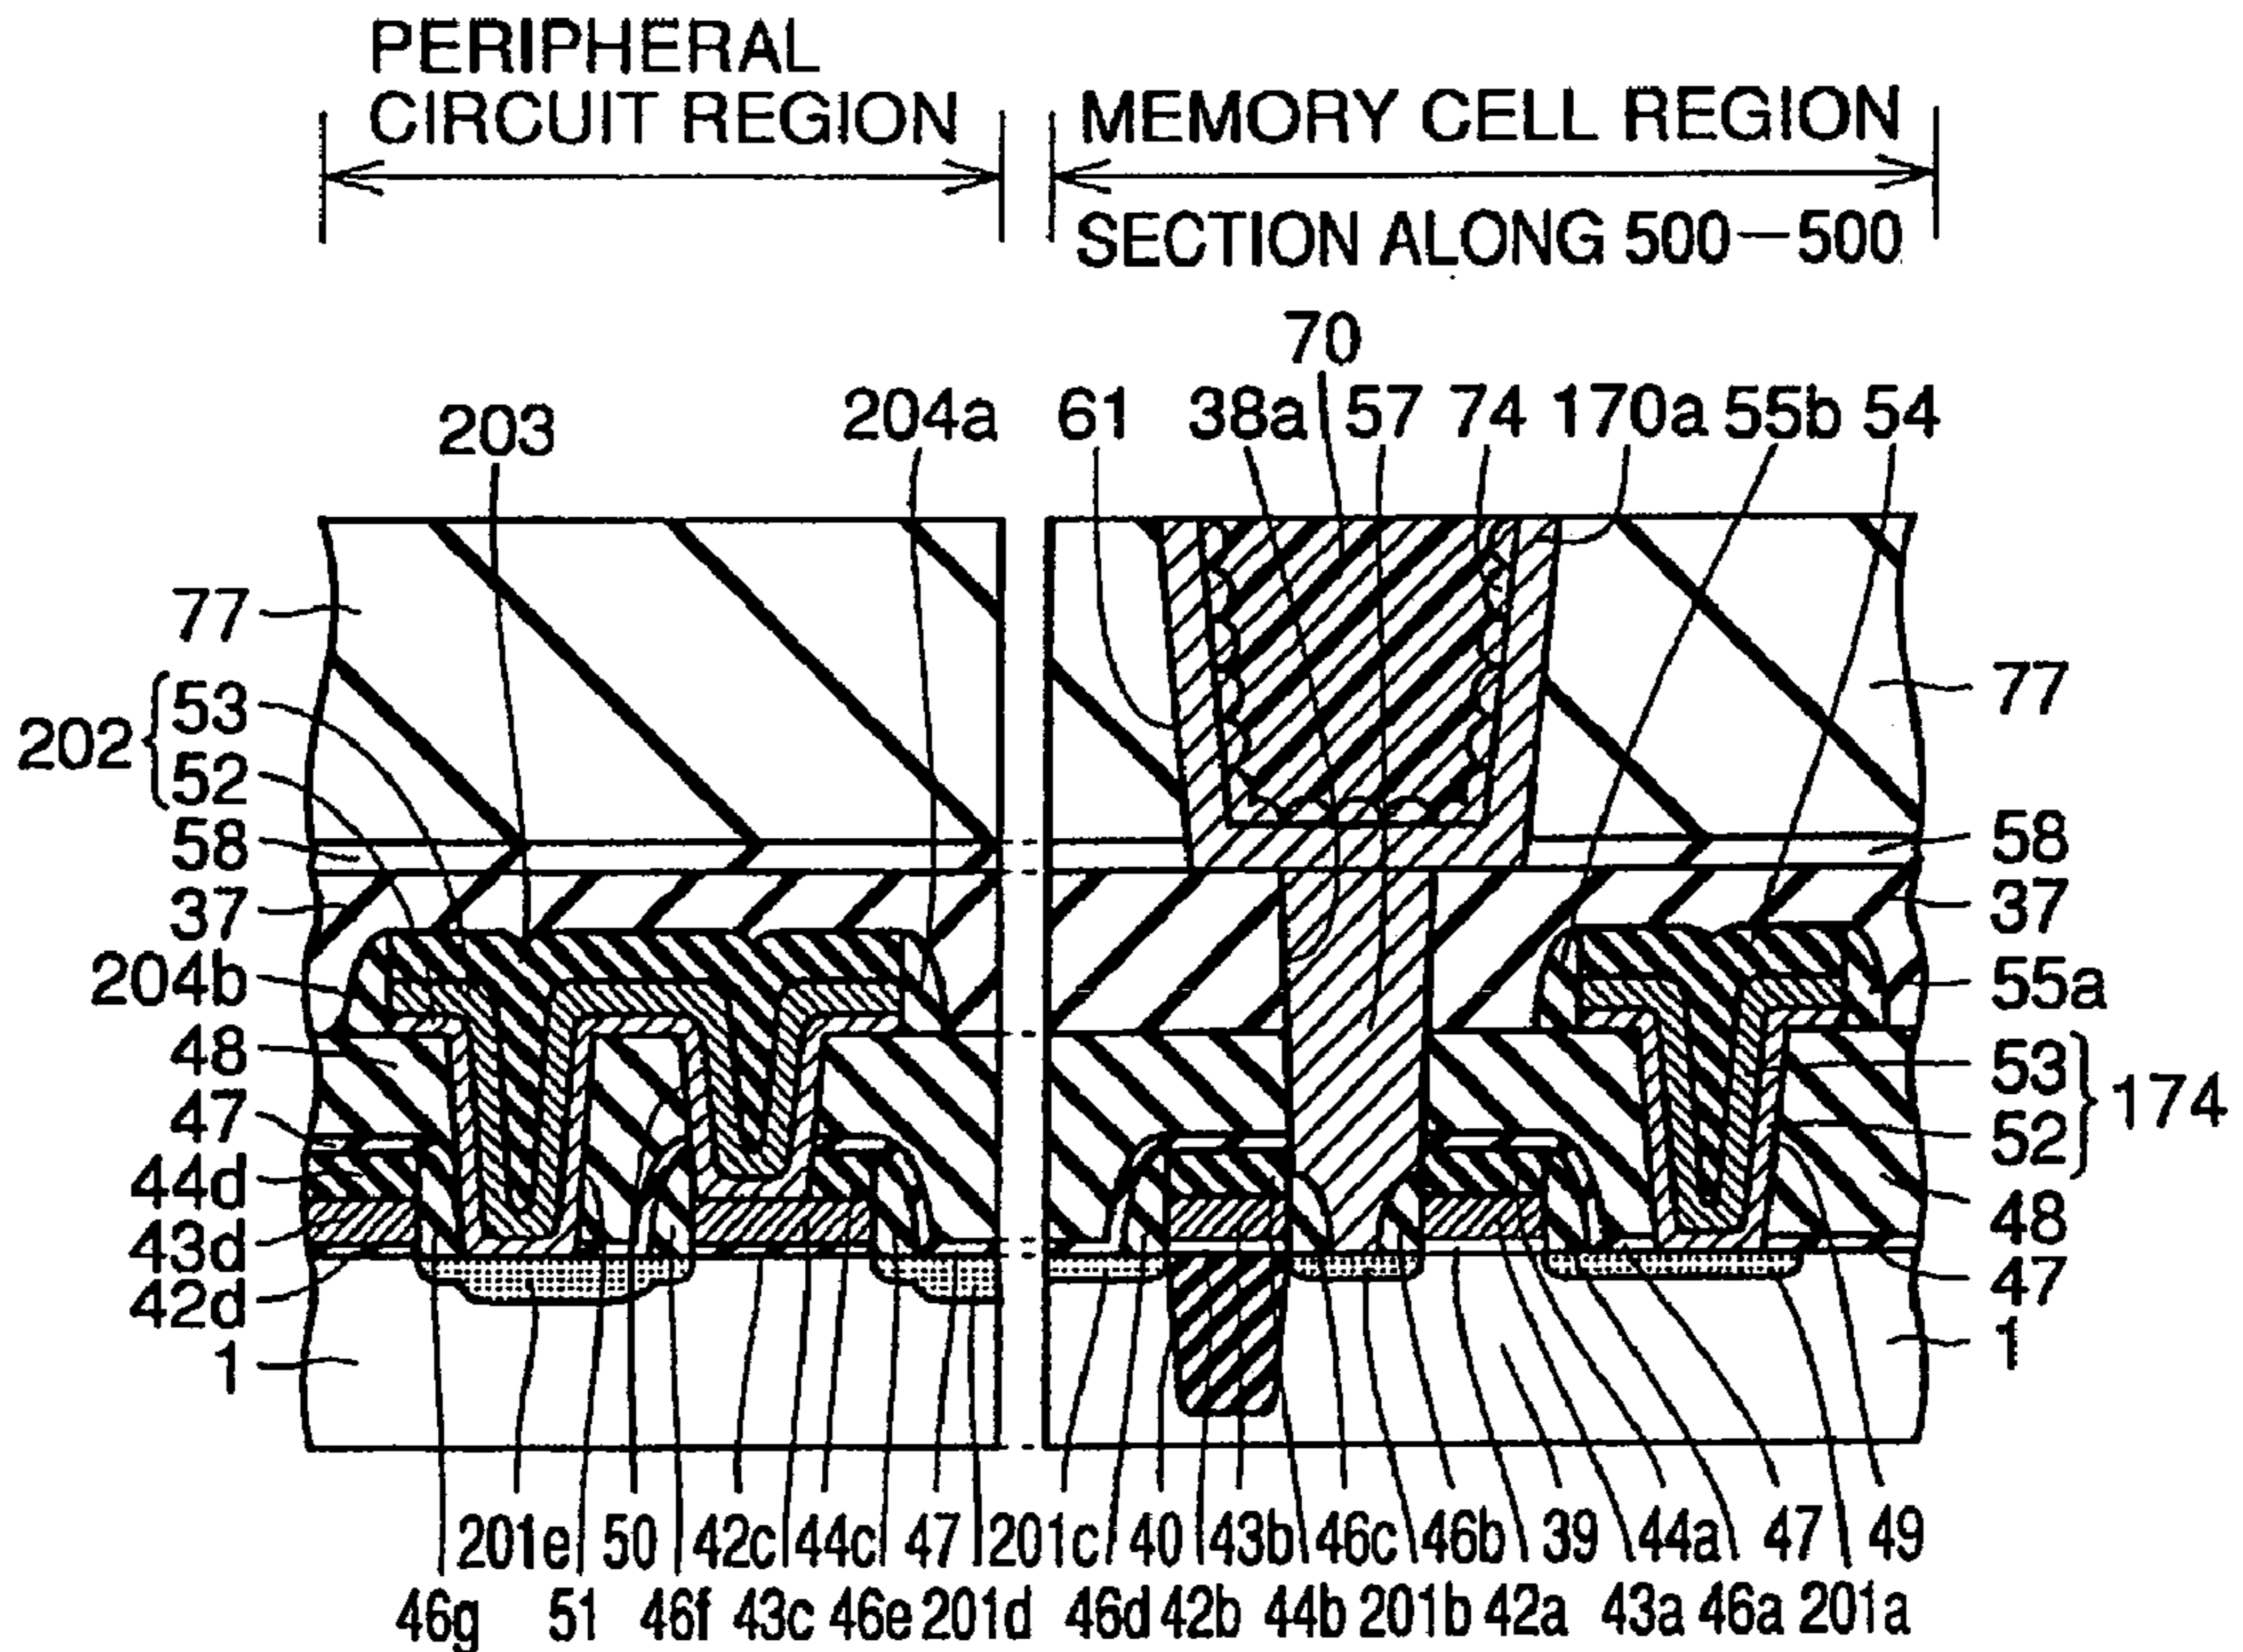 PERIPHERAL
CIRCUIT REGION
MEMORY CELL REGION
SECTION ALONG 500—500
70
203
204a
61
38a
57
74
170a
55b
54
77
202
53
52
58
37
204b
48
47
44d
43d
42d
1
77
58
37
55a
53
52
174
48
47
1
201e
50
42c
44c
47
201c
40
43b
46c
46b
39
44a
47
49
46g
51
46f
43c
46e
201d
46d
42b
44b
201b
42a
43a
46a
201a